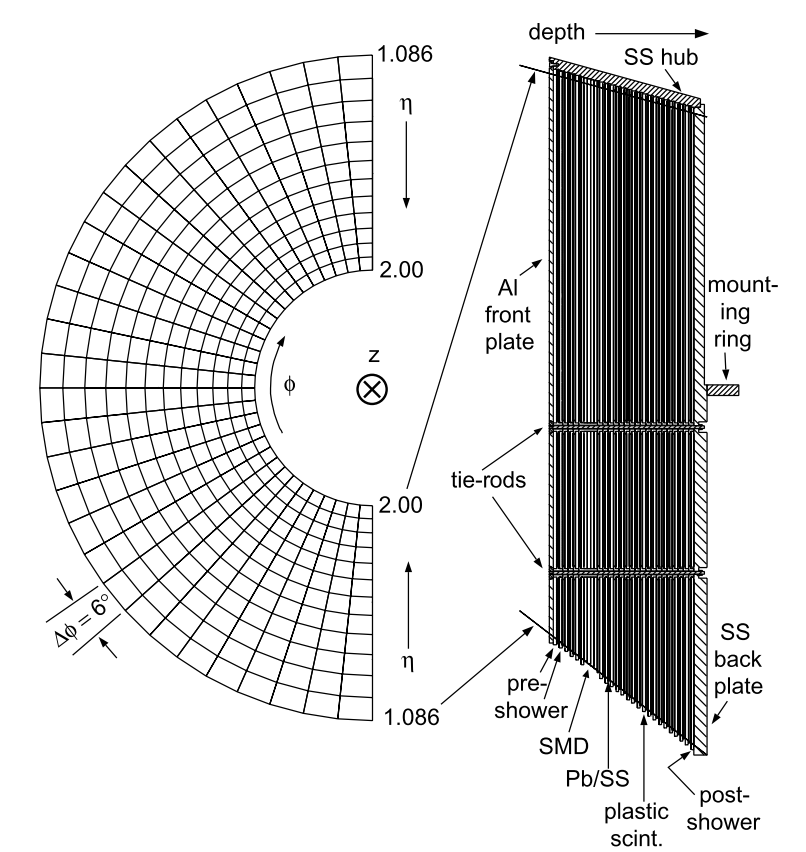 depth
SS hub
1.086
η
2.00
z
ϕ
Al
front
plate
mount-
ing
ring
tie-rods
2.00
Δϕ = 6°
η
1.086
pre-
shower
SMD
Pb/SS
plastic
scint.
SS
back
plate
post-
shower